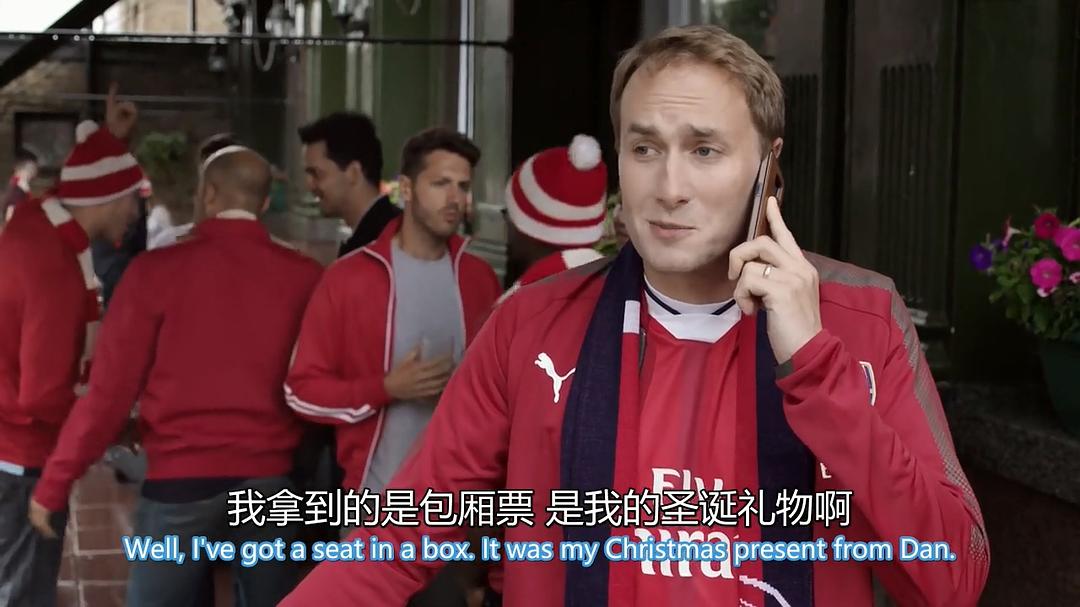 Fly
我拿到的是包厢票 是我的圣诞礼物啊
Well, I've got a seat in a box. It was my Christmas present from Dan.